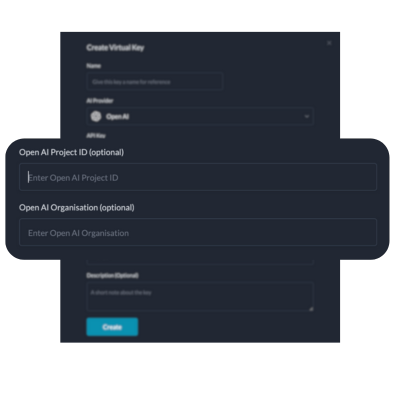 Create Virtual Key
×
Name
Give this key a name for reference
AI Provider
Open AI
API Key
Open AI Project ID (optional)
Enter Open AI Project ID
Open AI Organisation (optional)
Enter Open AI Organisation
Description (Optional)
A short note about the key
Create